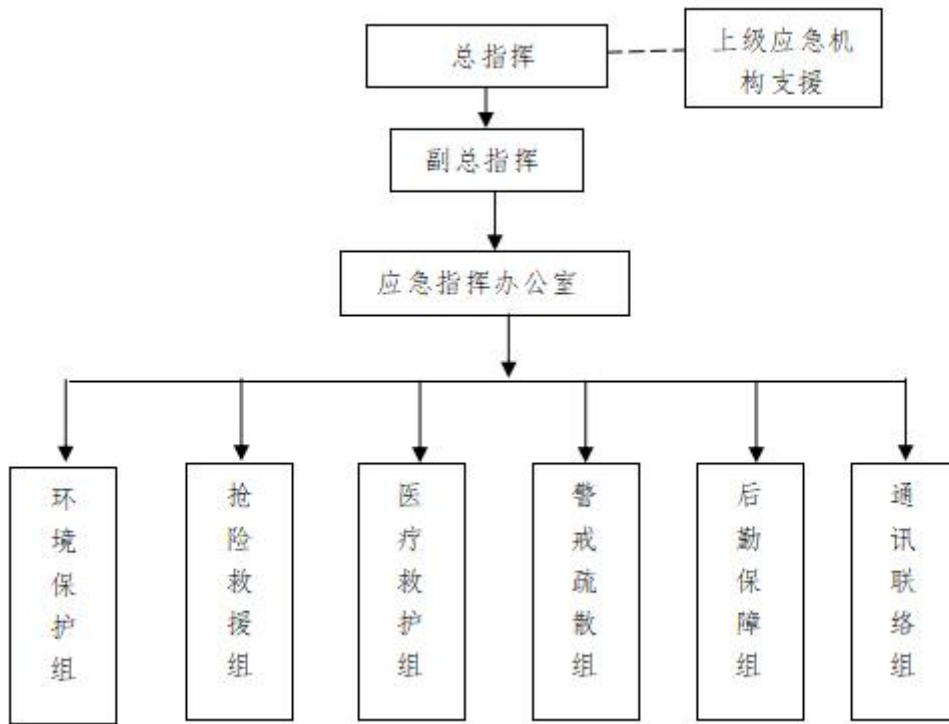 总指挥
上级应急机
构支援
副总指挥
应急指挥办公室
环境保护组
抢险救援组
医疗救护组
警戒疏散组
后勤保障组
通讯联络组